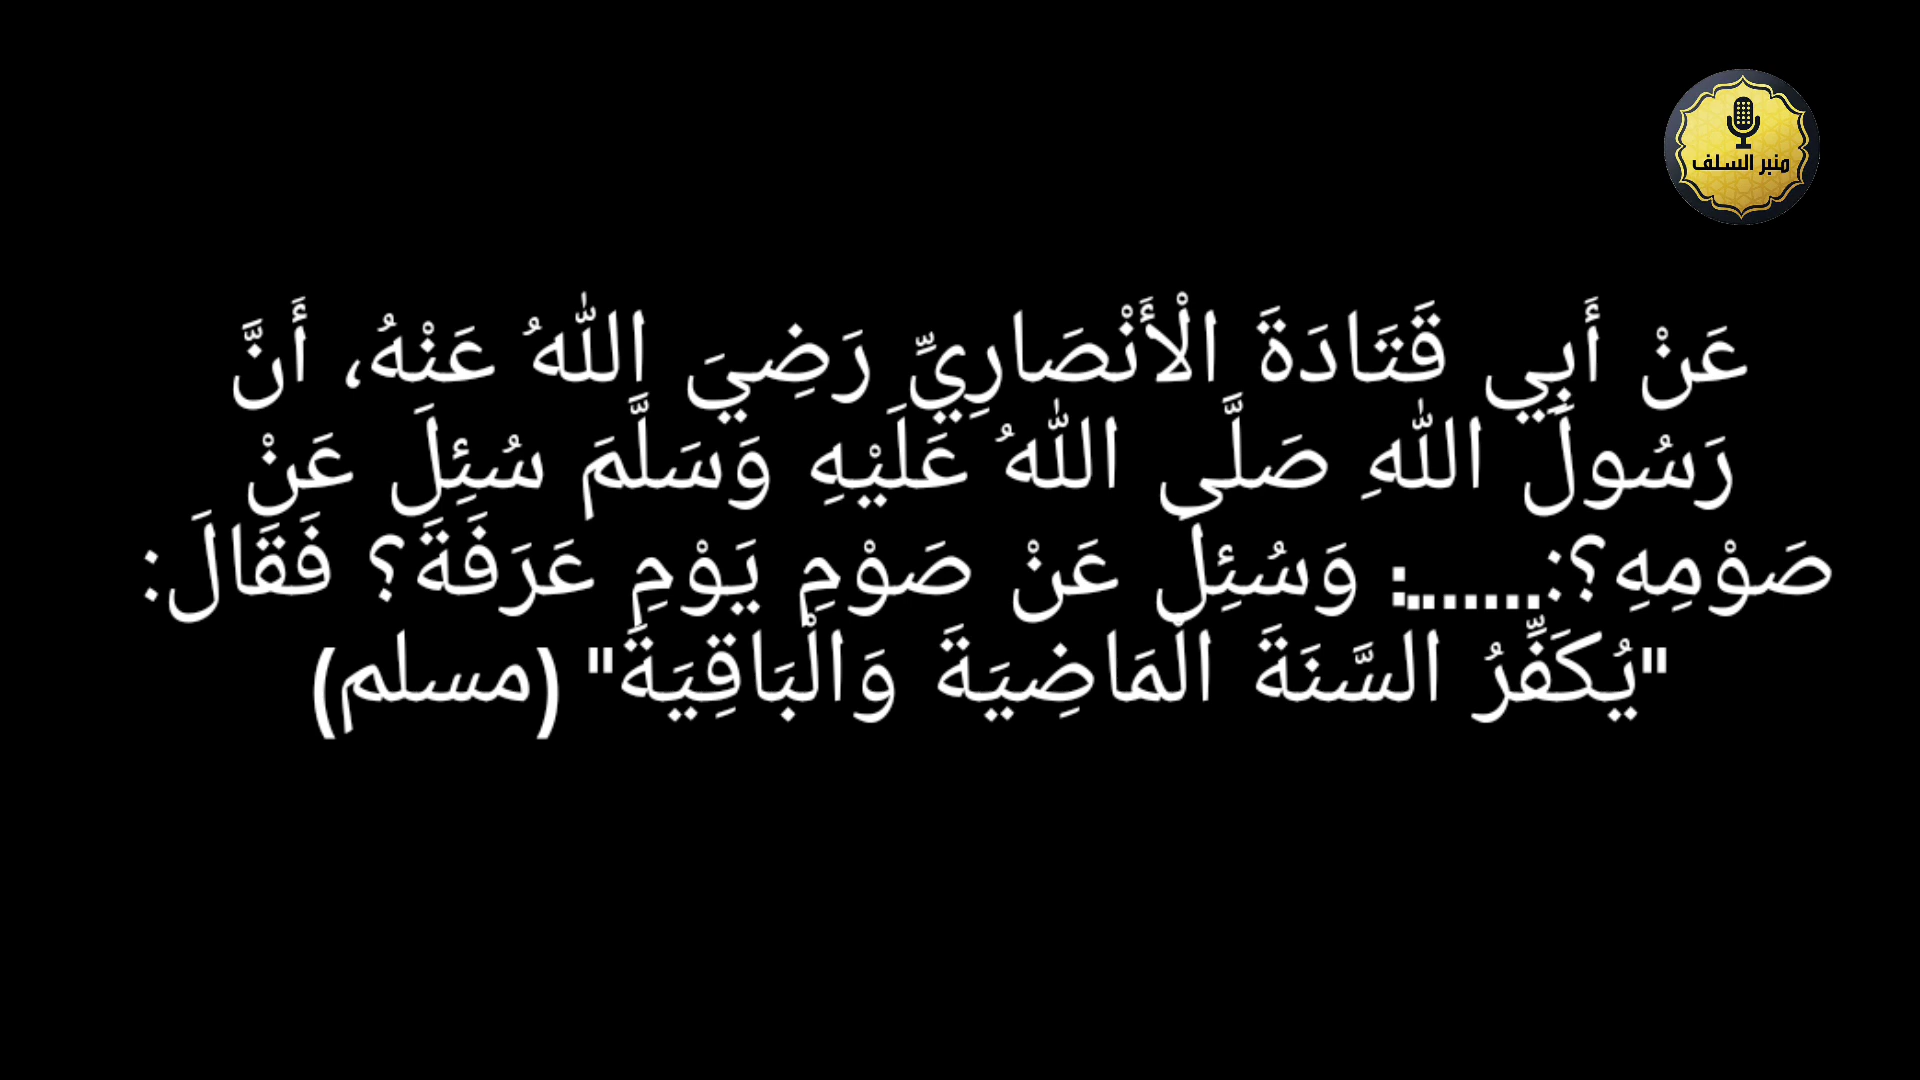 منبر السلف
عَنْ أَبِي قَتَادَةَ الْأَنْصَارِيِّ رَضِيَ اللهُ عَنْهُ، أَنَّ
رَسُولَ اللهِ صَلَّى اللهُ عَلَيْهِ وَسَلَّمَ سُئِلَ عَنْ
صَوْمِهِ؟:......: وَسُئِلَ عَنْ صَوْمِ يَوْمِ عَرَفَةَ؟ فَقَالَ:
"يُكَفِّرُ السَّنَةَ الْمَاضِيَةَ وَالْبَاقِيَةَ" (مسلم)